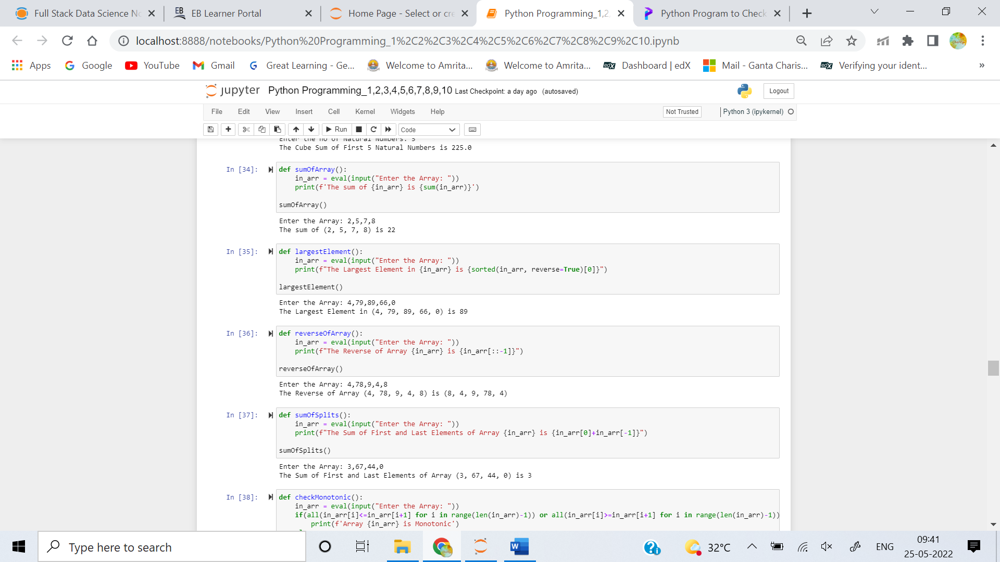 Full Stack Data Science No
EB Learner Portal
Home Page - Select or cre
Python Programming_1,2,
Python Program to Check
localhost:8888/notebooks/Python%20Programming_1%2C2%2C3%2C4%2C5%2C6%2C7%2C8%2C9%2C10.ipynb
Apps
Google
YouTube
Gmail
Great Learning - Ge...
Welcome to Amrita...
Welcome to Amrita...
Dashboard | edX
Mail - Ganta Charis...
Verifying your ident...
jupyter Python Programming_1,2,3,4,5,6,7,8,9,10 Last Checkpoint: a day ago (autosaved)
Logout
File Edit View Insert Cell Kernel Widgets Help
Not Trusted
Python 3 (ipykernel)
Run
Code
Enter the no of Natural Numbers: 5
The Cube Sum of First 5 Natural Numbers is 225.0
In [34]: def sumOfArray():
in_arr = eval(input("Enter the Array: "))
print(f'The sum of {in_arr} is {sum(in_arr)}')
sumOfArray()
Enter the Array: 2,5,7,8
The sum of (2, 5, 7, 8) is 22
In [35]: def largestElement():
in_arr = eval(input("Enter the Array: "))
print(f"The Largest Element in {in_arr} is {sorted(in_arr, reverse=True)[0]}")
largestElement()
Enter the Array: 4,79,89,66,0
The Largest Element in (4, 79, 89, 66, 0) is 89
In [36]: def reverseOfArray():
in_arr = eval(input("Enter the Array: "))
print(f"The Reverse of Array {in_arr} is {in_arr[::-1]}")
reverseOfArray()
Enter the Array: 4,78,9,4,8
The Reverse of Array (4, 78, 9, 4, 8) is (8, 4, 9, 78, 4)
In [37]: def sumOfSplits():
in_arr = eval(input("Enter the Array: "))
print(f"The Sum of First and Last Elements of Array {in_arr} is {in_arr[0]+in_arr[-1]}")
sumOfSplits()
Enter the Array: 3,67,44,0
The Sum of First and Last Elements of Array (3, 67, 44, 0) is 3
In [38]: def checkMonotonic():
in_arr = eval(input("Enter the Array: "))
if(all(in_arr[i]<=in_arr[i+1] for i in range(len(in_arr)-1)) or all(in_arr[i]>=in_arr[i+1] for i in range(len(in_arr)-1))
print(f'Array {in_arr} is Monotonic')
Type here to search
32°C
ENG
09:41
25-05-2022